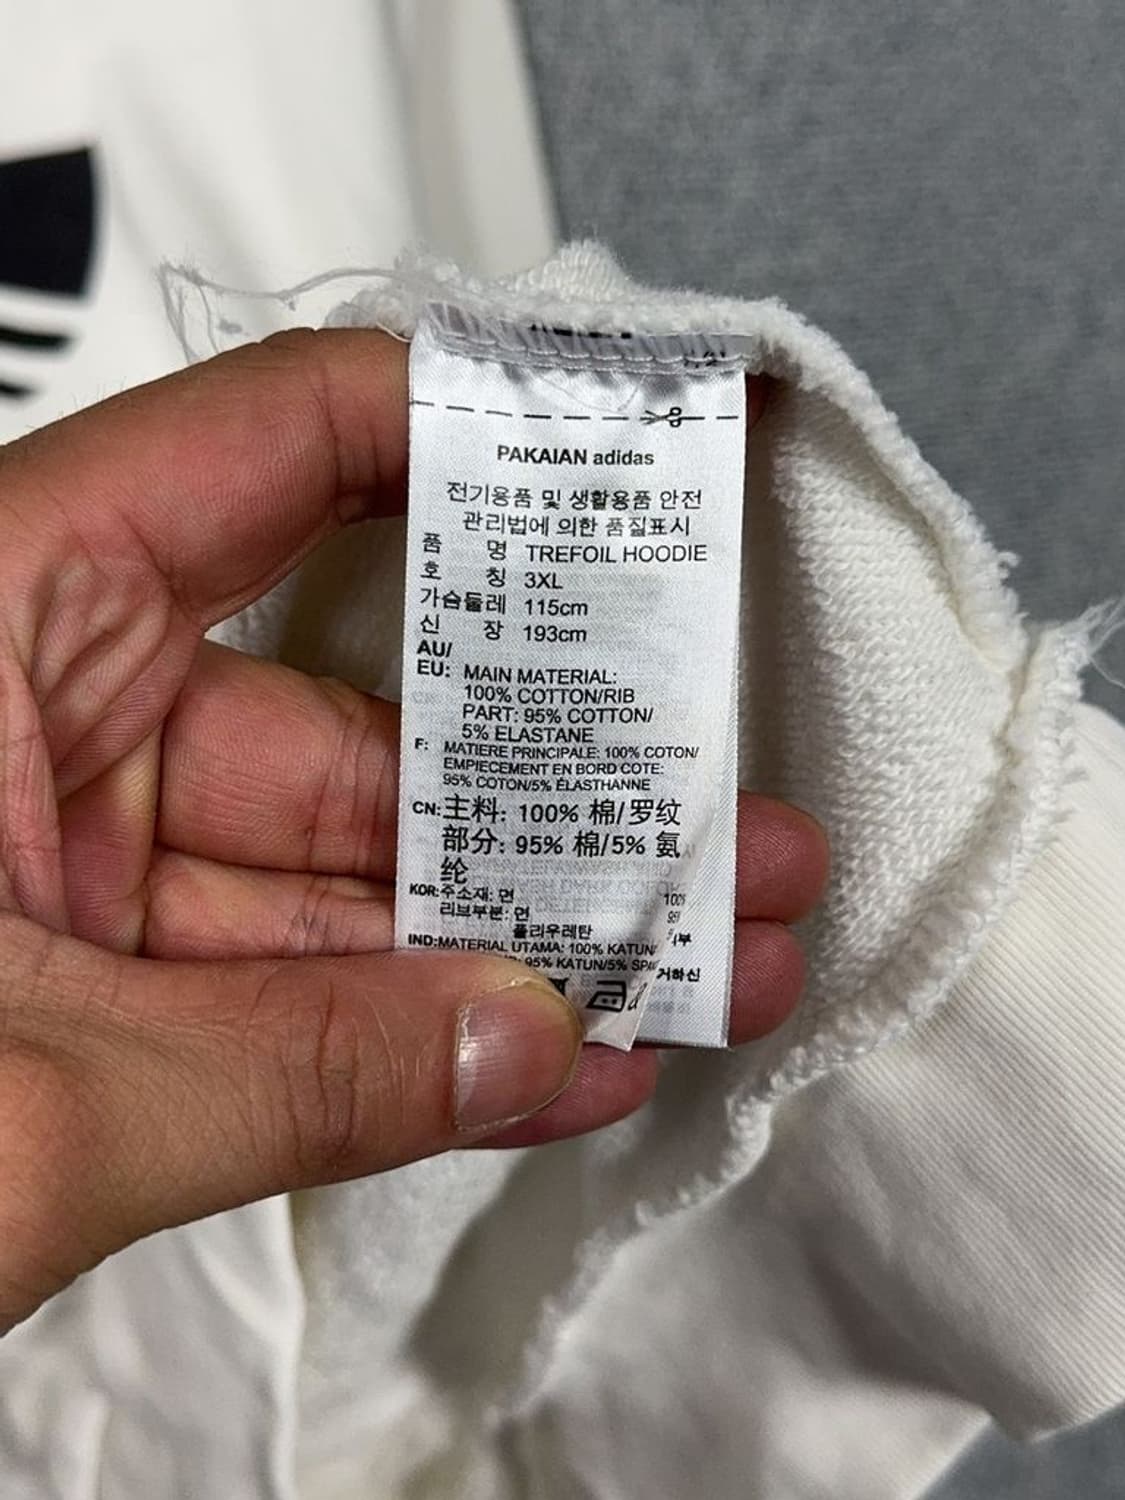 PAKAIAN adidas
전기용품 및 생활용품 안전
관리법에 의한 품질표시
품 명 TREFOIL HOODIE
호 칭 3XL
가슴둘레 115cm
신 장 193cm
AU/
EU: MAIN MATERIAL:
100% COTTON/RIB
PART: 95% COTTON/
5% ELASTANE
F: MATIERE PRINCIPALE: 100% COTON/
EMPIECEMENT EN BORD COTE:
95% COTON/5% ÉLASTHANNE
CN: 主料: 100% 棉/罗纹
部分: 95% 棉/5% 氨
纶
KOR: 주소재: 면
리브부분: 면
폴리우레탄
IND: MATERIAL UTAMA: 100% KATUN/
95% KATUN/5%